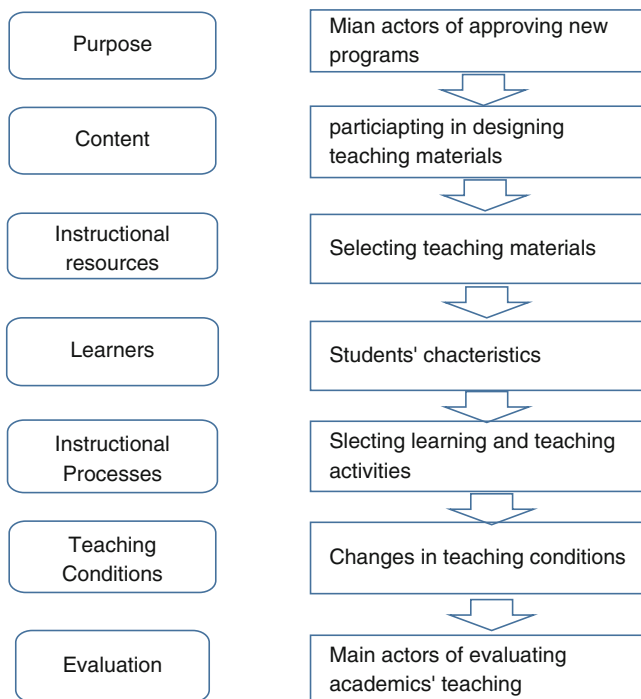 Purpose
Mian actors of approving new
programs
Content
particiapting in designing
teaching materials
Instructional
resources
Selecting teaching materials
Learners
Students' chacteristics
Instructional
Processes
Slecting learning and teaching
activities
Teaching
Conditions
Changes in teaching conditions
Evaluation
Main actors of evaluating
academics' teaching